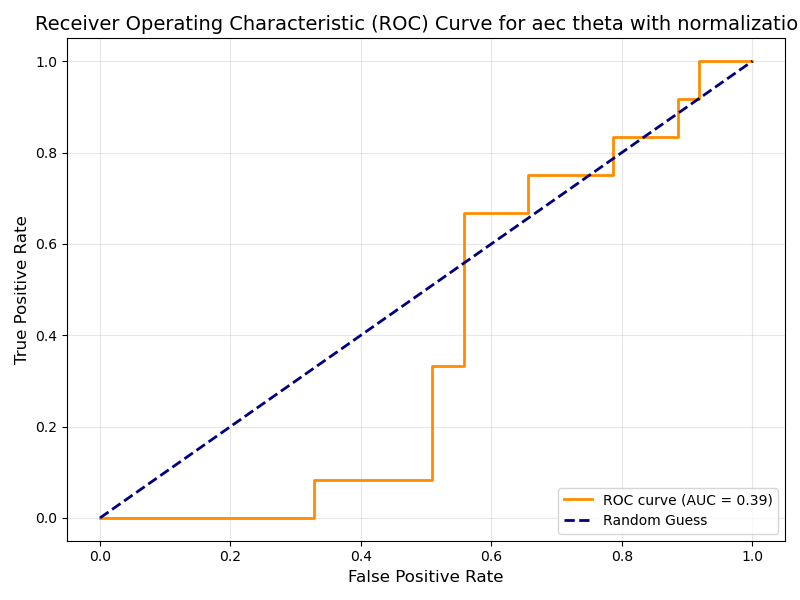 Receiver Operating Characteristic (ROC) Curve for aec theta with normalizatio
1.0
0.8
0.6
0.4
0.2
0.0
True Positive Rate
0.0 0.2 0.4 0.6 0.8 1.0
False Positive Rate
ROC curve (AUC = 0.39)
Random Guess